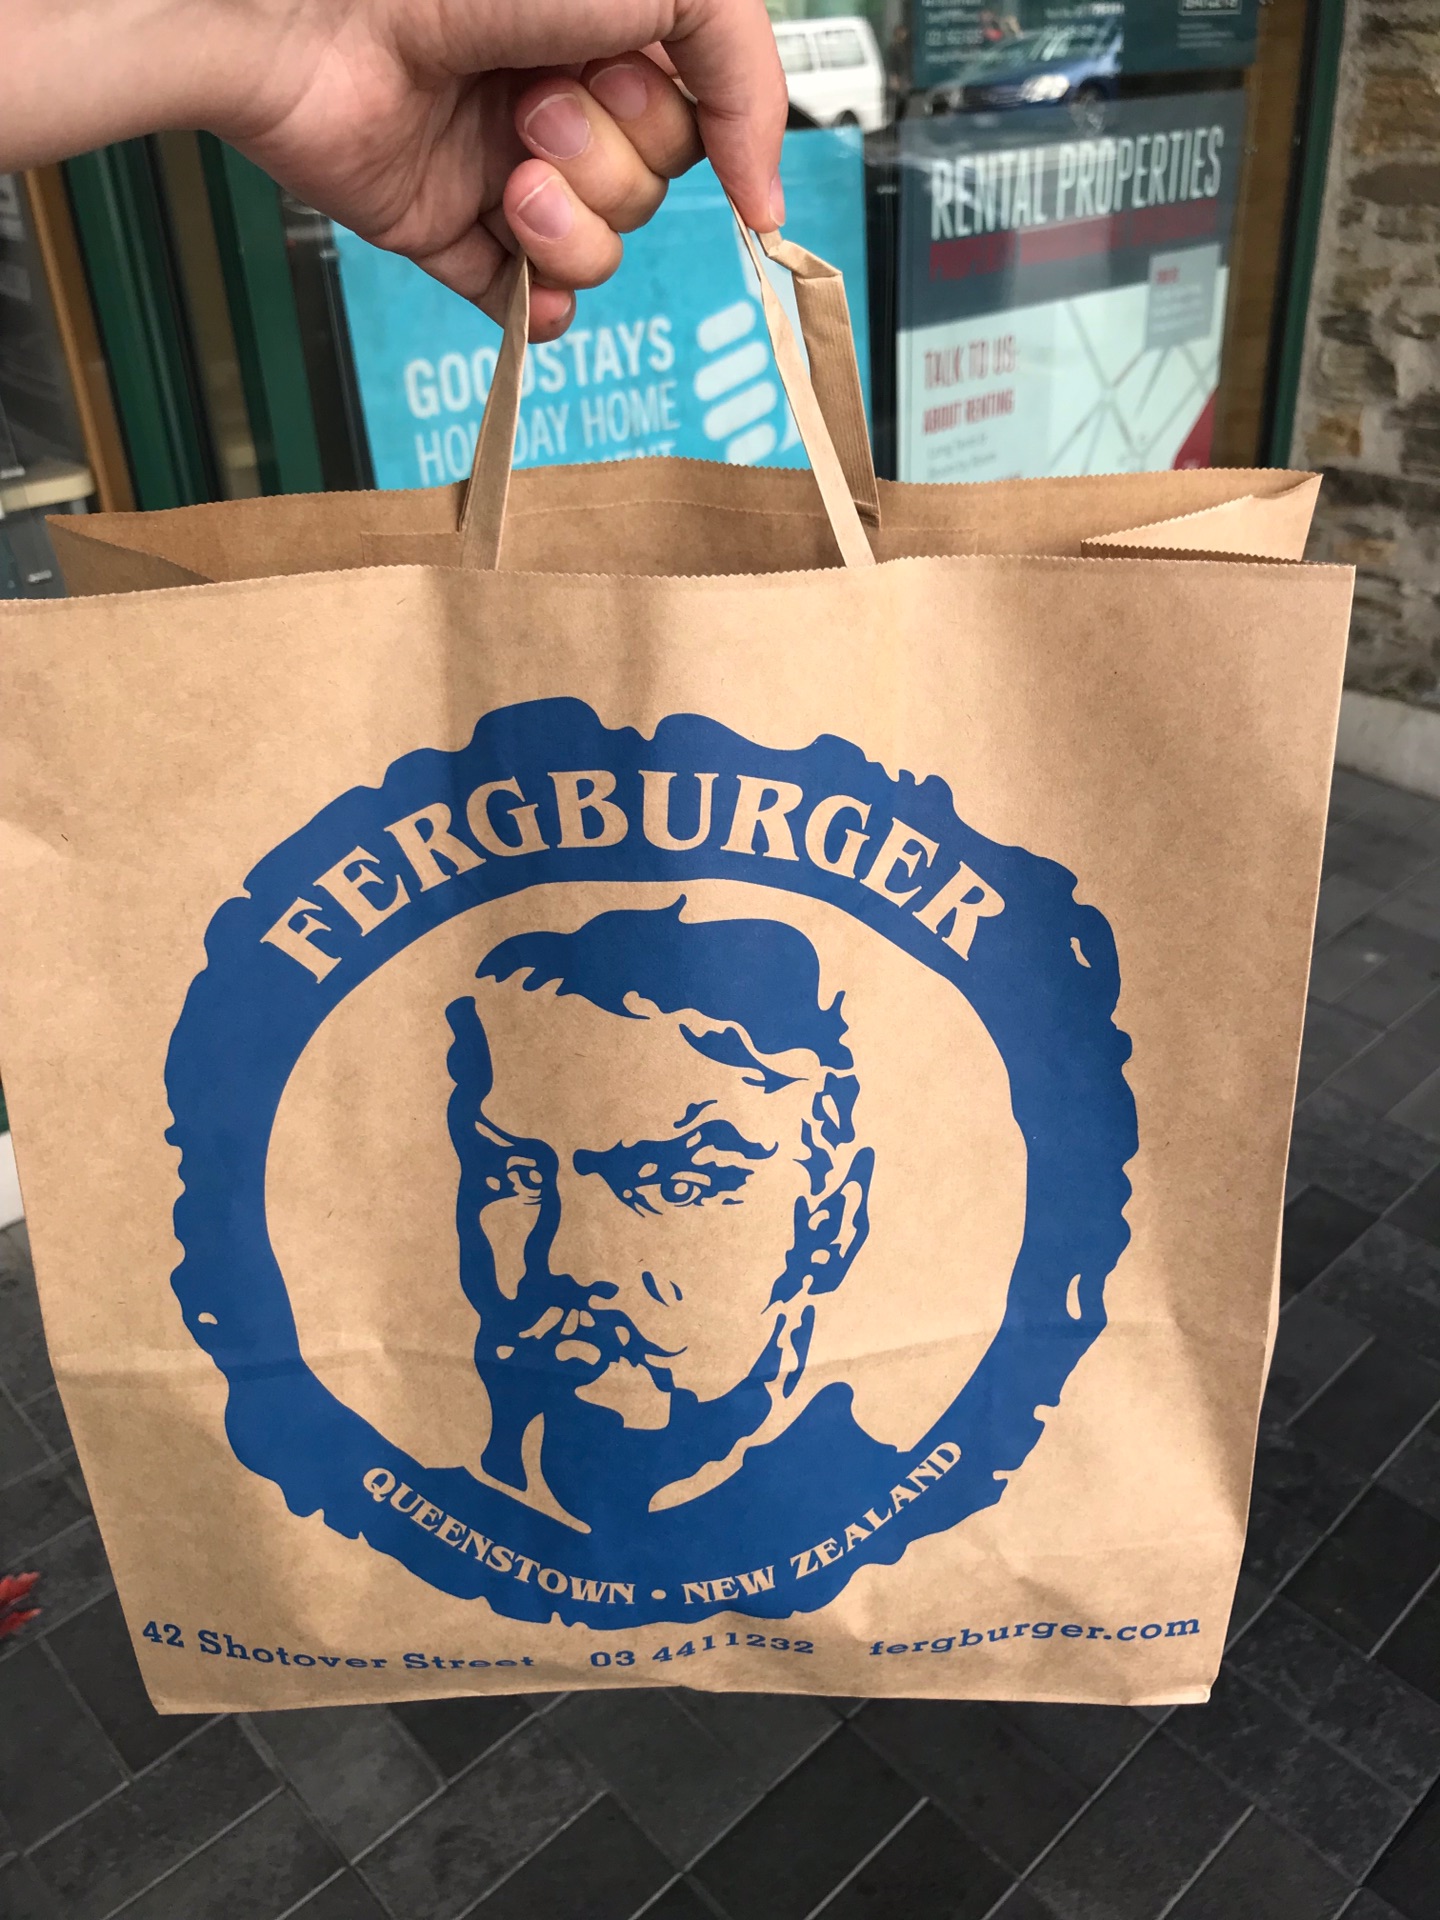 RENTAL PROPERTIES
GOODSTAYS
HOLIDAY HOME
TALK TO US
ABOUT RENTING
FERGBURGER
QUEENSTOWN • NEW ZEALAND
42 Shotover Street 03 4411232 fergburger.com